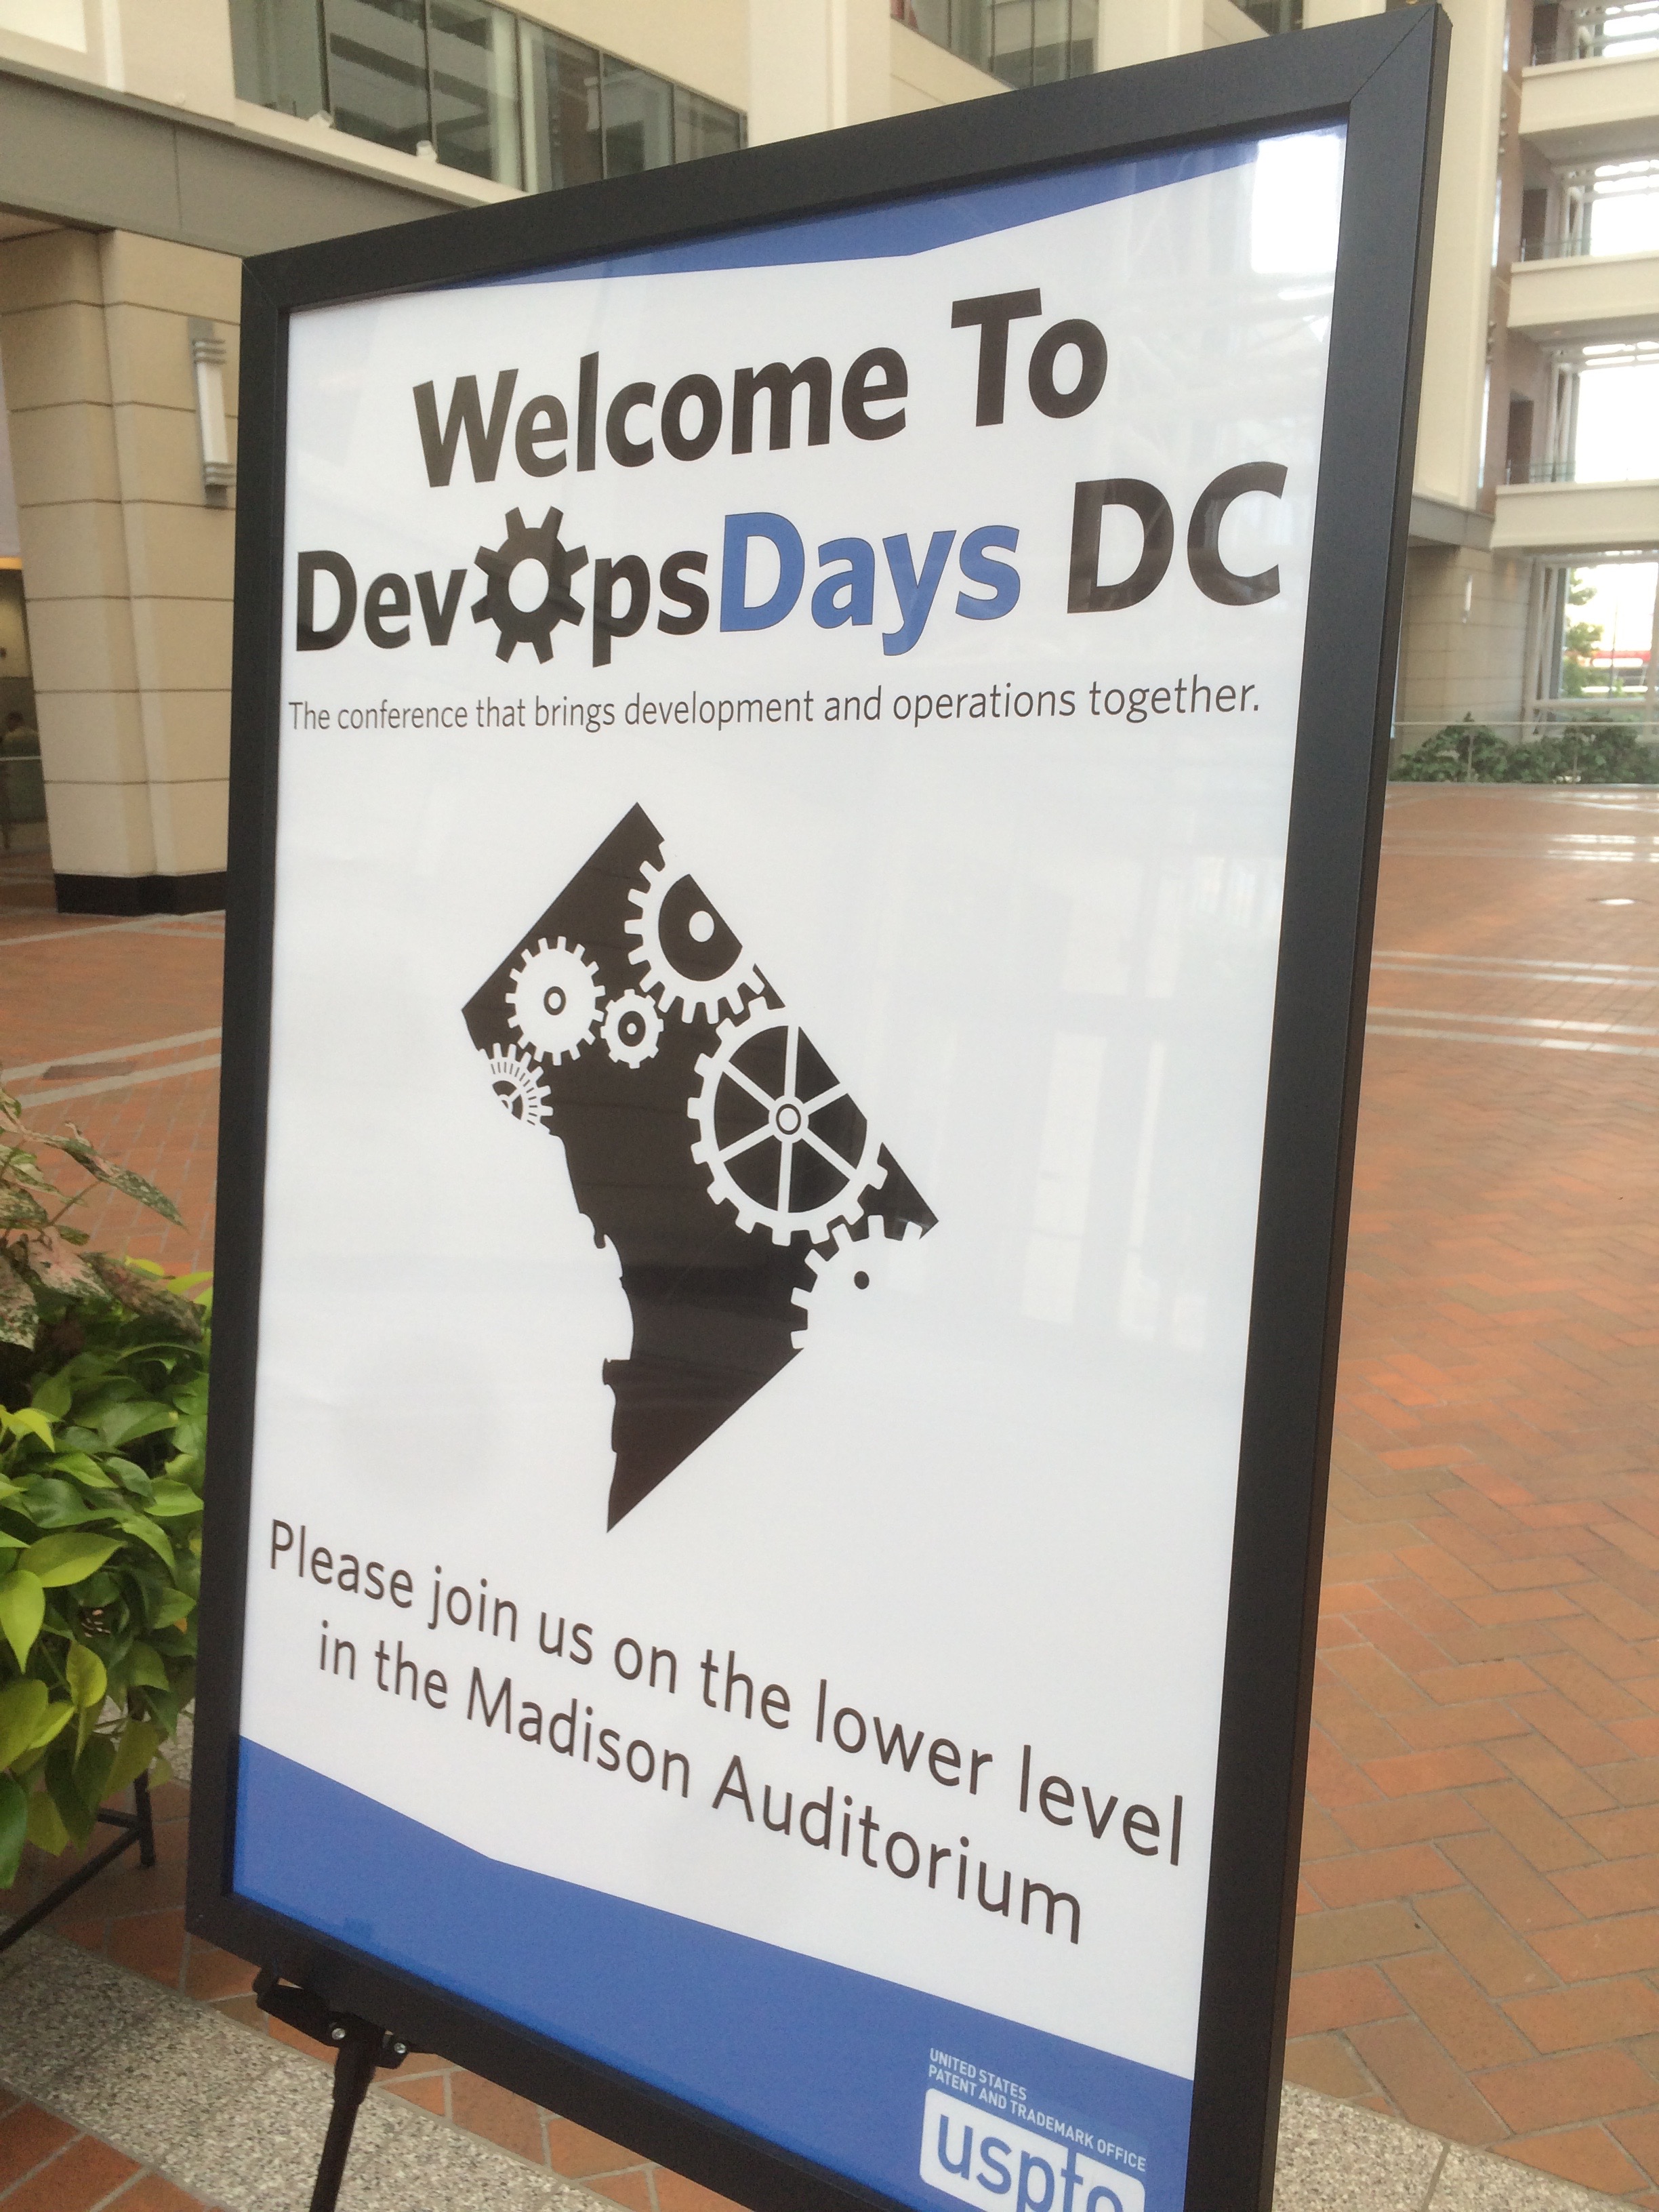 Welcome To
DevOpsDays DC
The conference that brings development and operations together.
Please join us on the lower level
in the Madison Auditorium
UNITED STATES
PATENT AND TRADEMARK OFFICE
uspto